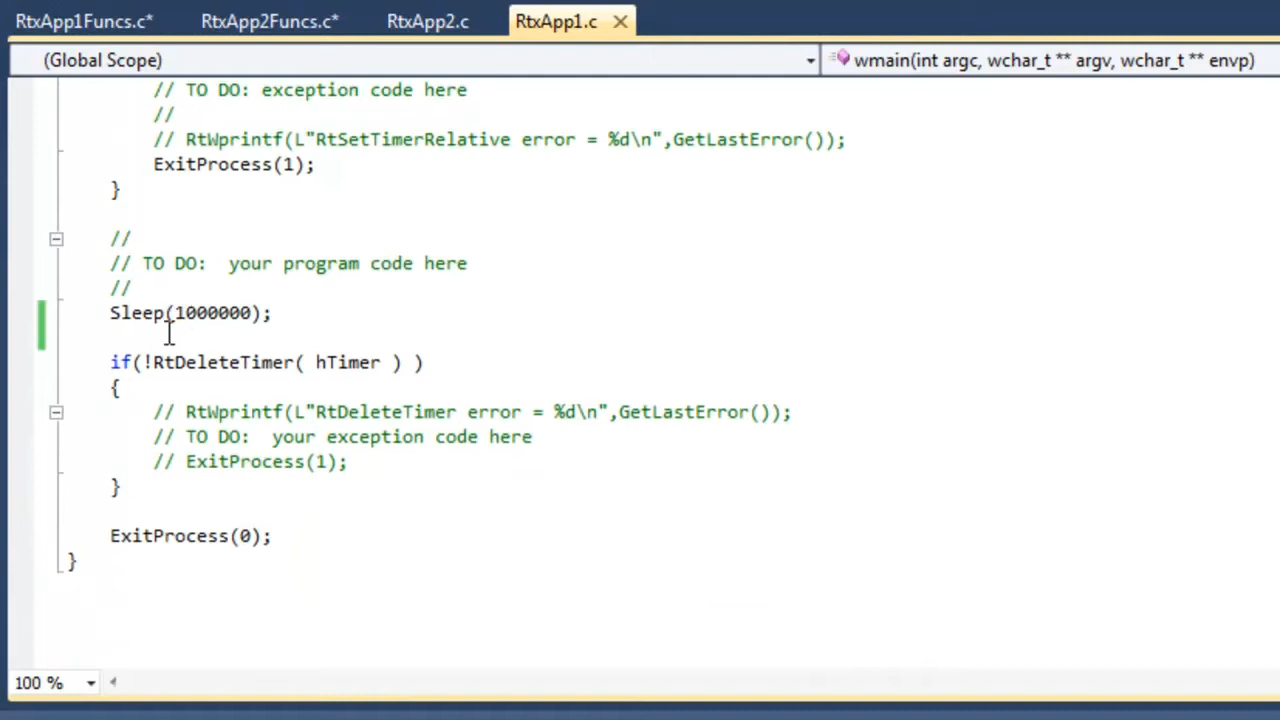 RtxApp1Funcs.c* RtxApp2Funcs.c* RtxApp2.c RtxApp1.c
(Global Scope) wmain(int argc, wchar_t ** argv, wchar_t ** envp)
// TO DO: exception code here
//
// RtWprintf(L"RtSetTimerRelative error = %d\n",GetLastError());
ExitProcess(1);
}
//
// TO DO:  your program code here
//
Sleep(1000000);
if(!RtDeleteTimer( hTimer ) )
{
// RtWprintf(L"RtDeleteTimer error = %d\n",GetLastError());
// TO DO:  your exception code here
// ExitProcess(1);
}
ExitProcess(0);
}
100 %